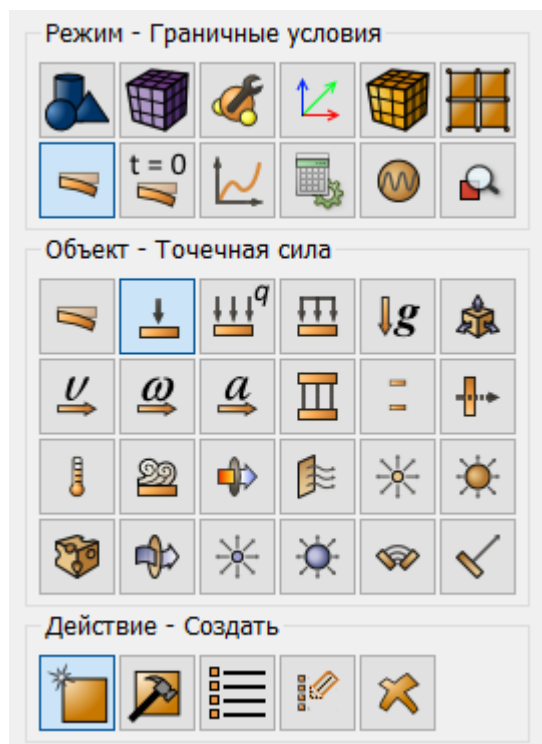 Режим - Граничные условия
t = 0
Объект - Точечная сила
q
g
υ ω a
Действие - Создать